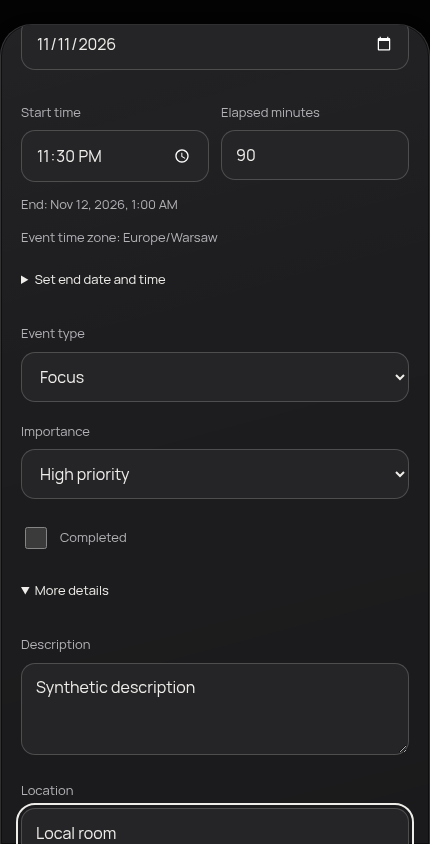 11/11/2026
Start time
Elapsed minutes
11:30 PM
90
End: Nov 12, 2026, 1:00 AM
Event time zone: Europe/Warsaw
Set end date and time
Event type
Focus
Importance
High priority
Completed
More details
Description
Synthetic description
Location
Local room